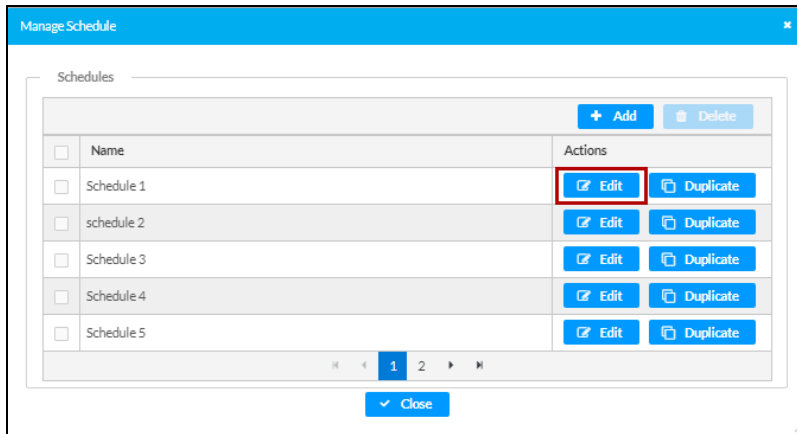 Manage Schedule
Schedules
Add Delete
Name Actions
Schedule 1 Edit Duplicate
schedule 2 Edit Duplicate
Schedule 3 Edit Duplicate
Schedule 4 Edit Duplicate
Schedule 5 Edit Duplicate
1 2
Close